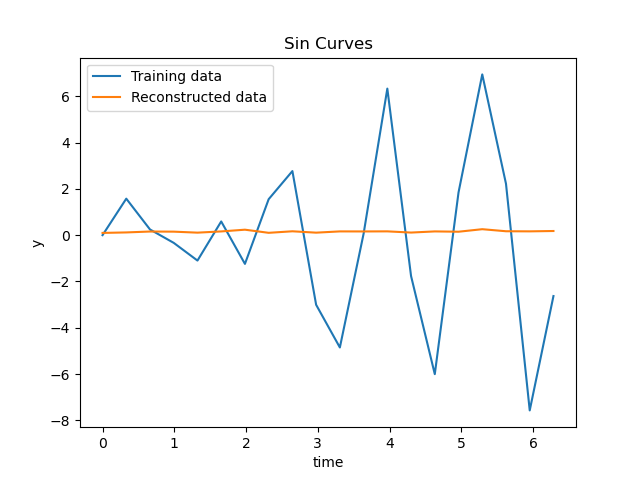 Sin Curves
Training data
Reconstructed data
y
6
4
2
0
−2
−4
−6
−8
0 1 2 3 4 5 6
time